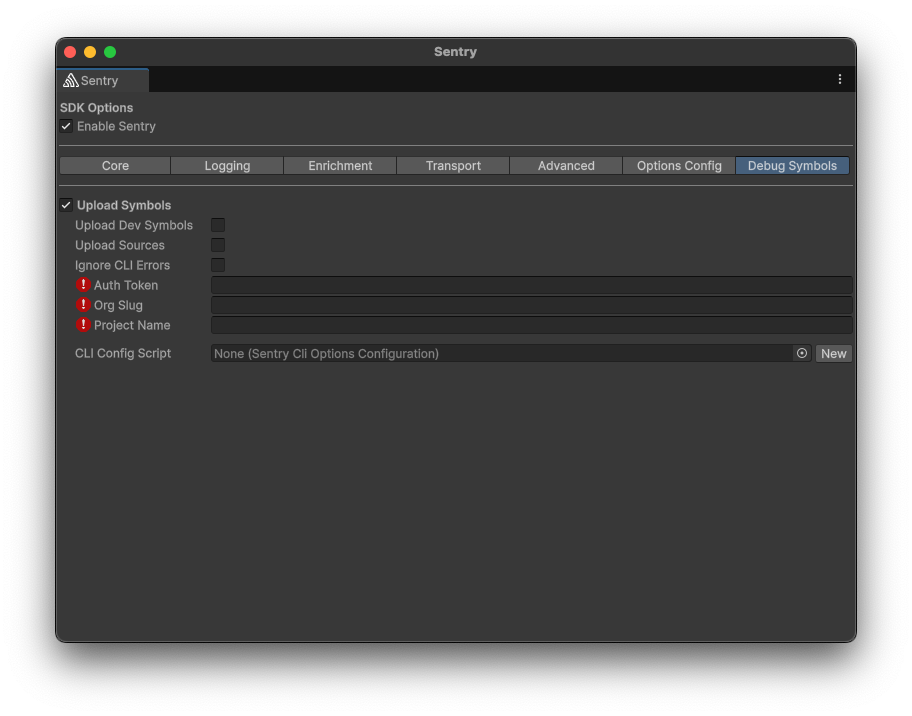 Sentry
Sentry
SDK Options
Enable Sentry
Core Logging Enrichment Transport Advanced Options Config Debug Symbols
Upload Symbols
Upload Dev Symbols
Upload Sources
Ignore CLI Errors
Auth Token
Org Slug
Project Name
CLI Config Script None (Sentry Cli Options Configuration) New